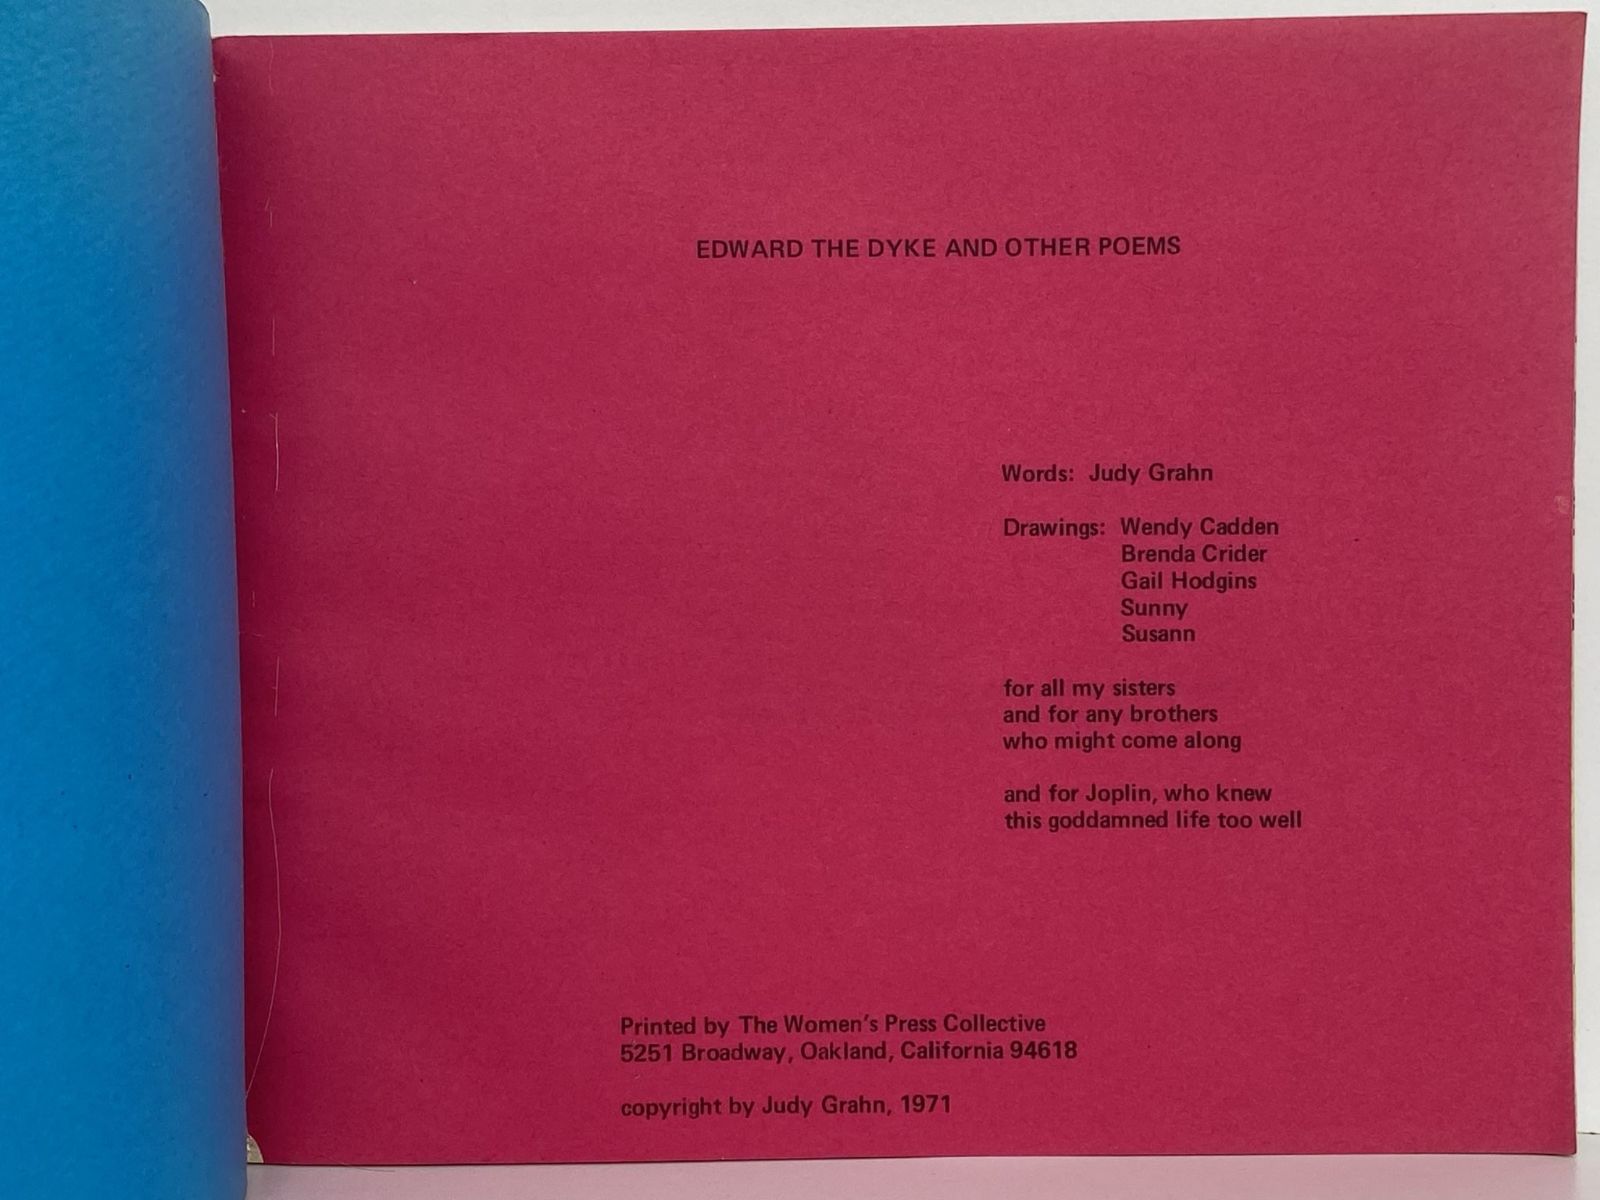 EDWARD THE DYKE AND OTHER POEMS
Words: Judy Grahn
Drawings: Wendy Cadden
Brenda Crider
Gail Hodgins
Sunny
Susann
for all my sisters
and for any brothers
who might come along
and for Joplin, who knew
this goddamned life too well
Printed by The Women's Press Collective
5251 Broadway, Oakland, California 94618
copyright by Judy Grahn, 1971